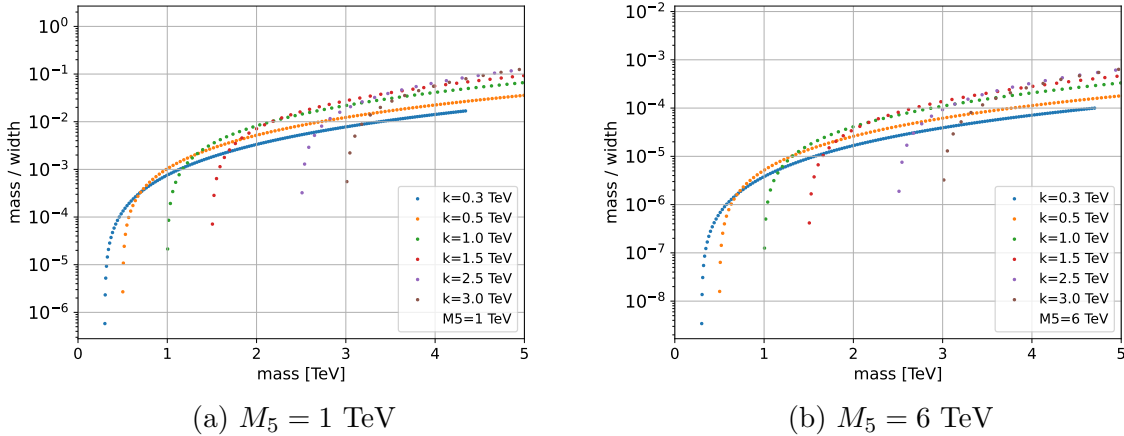 10⁰
10⁻¹
10⁻²
10⁻³
10⁻⁴
10⁻⁵
10⁻⁶
mass / width
0 1 2 3 4 5
mass [TeV]
k=0.3 TeV
k=0.5 TeV
k=1.0 TeV
k=1.5 TeV
k=2.5 TeV
k=3.0 TeV
M5=1 TeV
(a) M₅ = 1 TeV
10⁻²
10⁻³
10⁻⁴
10⁻⁵
10⁻⁶
10⁻⁷
10⁻⁸
mass / width
0 1 2 3 4 5
mass [TeV]
k=0.3 TeV
k=0.5 TeV
k=1.0 TeV
k=1.5 TeV
k=2.5 TeV
k=3.0 TeV
M5=6 TeV
(b) M₅ = 6 TeV